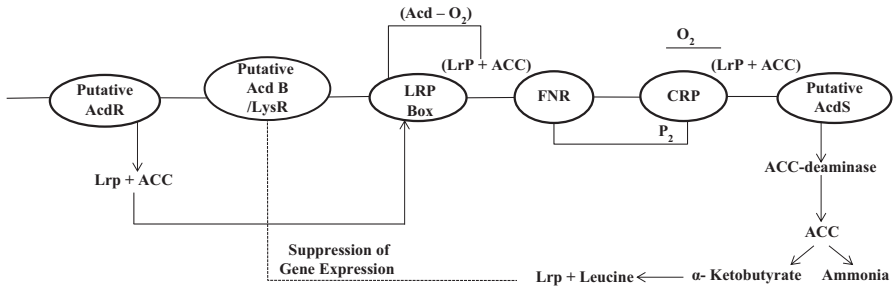 (Acd – O₂)
O₂
(LrP + ACC)
(LrP + ACC)
Putative
AcdR
Putative
Acd B
/LysR
LRP
Box
FNR
CRP
Putative
AcdS
P₂
Lrp + ACC
ACC-deaminase
ACC
Suppression of
Gene Expression
Lrp + Leucine
α- Ketobutyrate
Ammonia